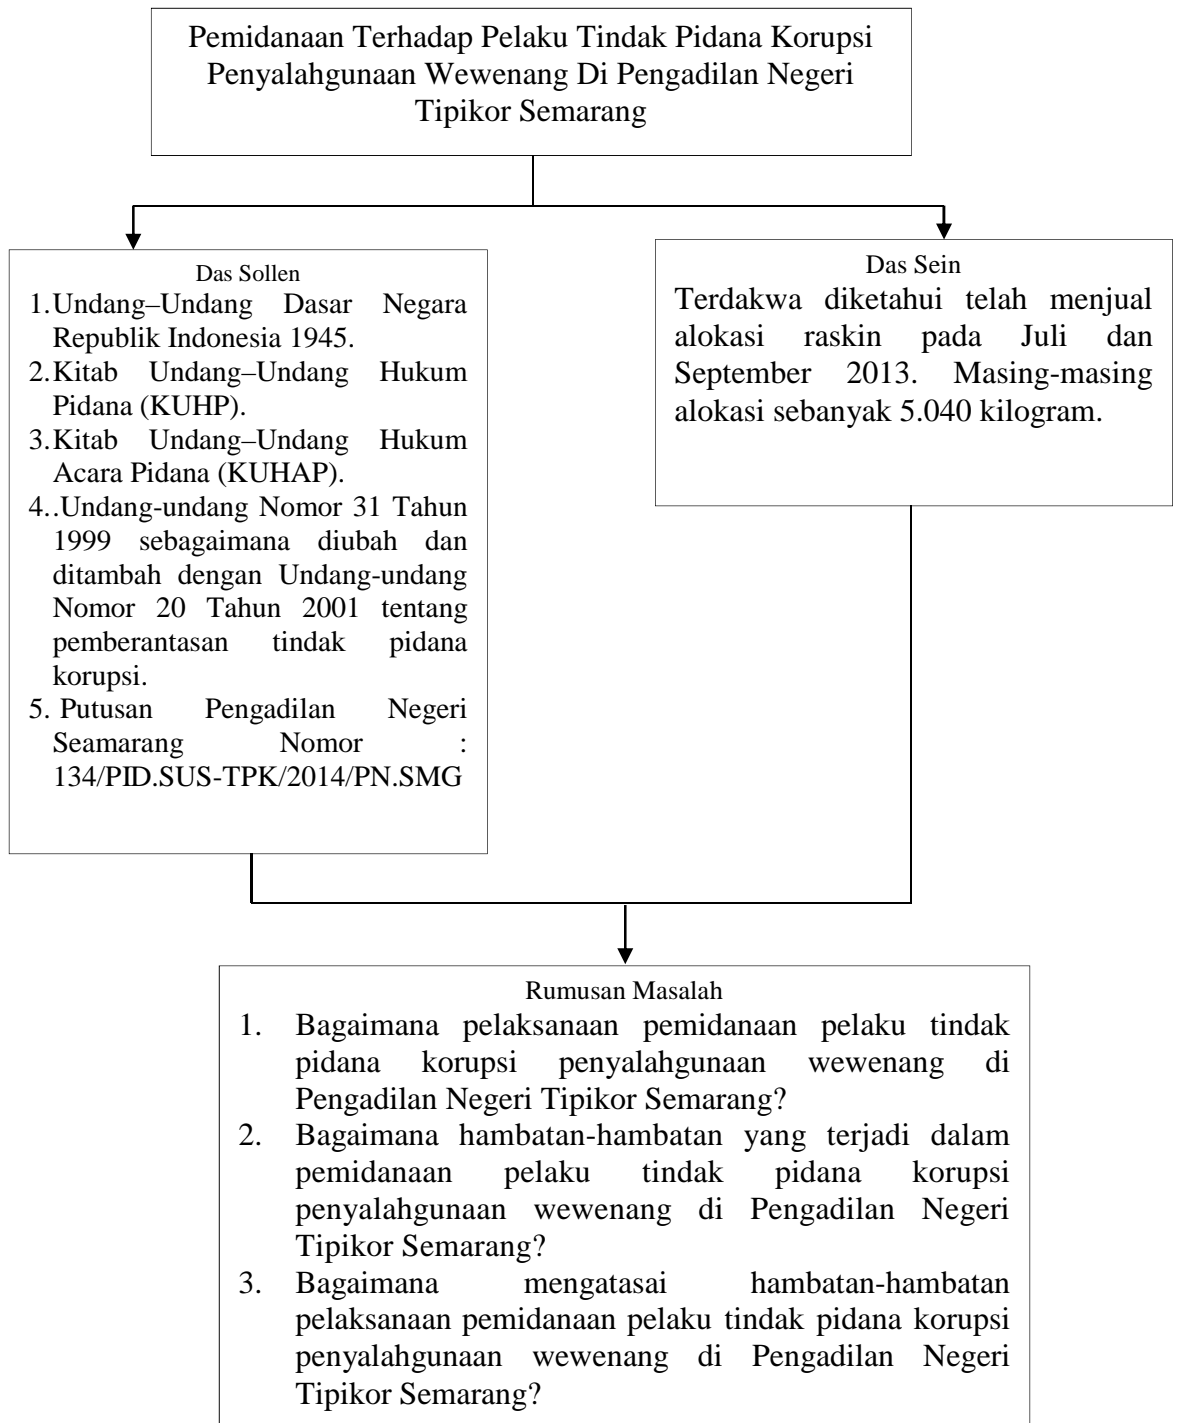 Pemidanaan Terhadap Pelaku Tindak Pidana Korupsi
Penyalahgunaan Wewenang Di Pengadilan Negeri
Tipikor Semarang
Das Sollen
1.Undang–Undang Dasar Negara
Republik Indonesia 1945.
2.Kitab Undang–Undang Hukum
Pidana (KUHP).
3.Kitab Undang–Undang Hukum
Acara Pidana (KUHAP).
4..Undang-undang Nomor 31 Tahun
1999 sebagaimana diubah dan
ditambah dengan Undang-undang
Nomor 20 Tahun 2001 tentang
pemberantasan tindak pidana
korupsi.
5. Putusan Pengadilan Negeri
Seamarang Nomor :
134/PID.SUS-TPK/2014/PN.SMG
Das Sein
Terdakwa diketahui telah menjual
alokasi raskin pada Juli dan
September 2013. Masing-masing
alokasi sebanyak 5.040 kilogram.
Rumusan Masalah
1. Bagaimana pelaksanaan pemidanaan pelaku tindak
pidana korupsi penyalahgunaan wewenang di
Pengadilan Negeri Tipikor Semarang?
2. Bagaimana hambatan-hambatan yang terjadi dalam
pemidanaan pelaku tindak pidana korupsi
penyalahgunaan wewenang di Pengadilan Negeri
Tipikor Semarang?
3. Bagaimana mengatasai hambatan-hambatan
pelaksanaan pemidanaan pelaku tindak pidana korupsi
penyalahgunaan wewenang di Pengadilan Negeri
Tipikor Semarang?